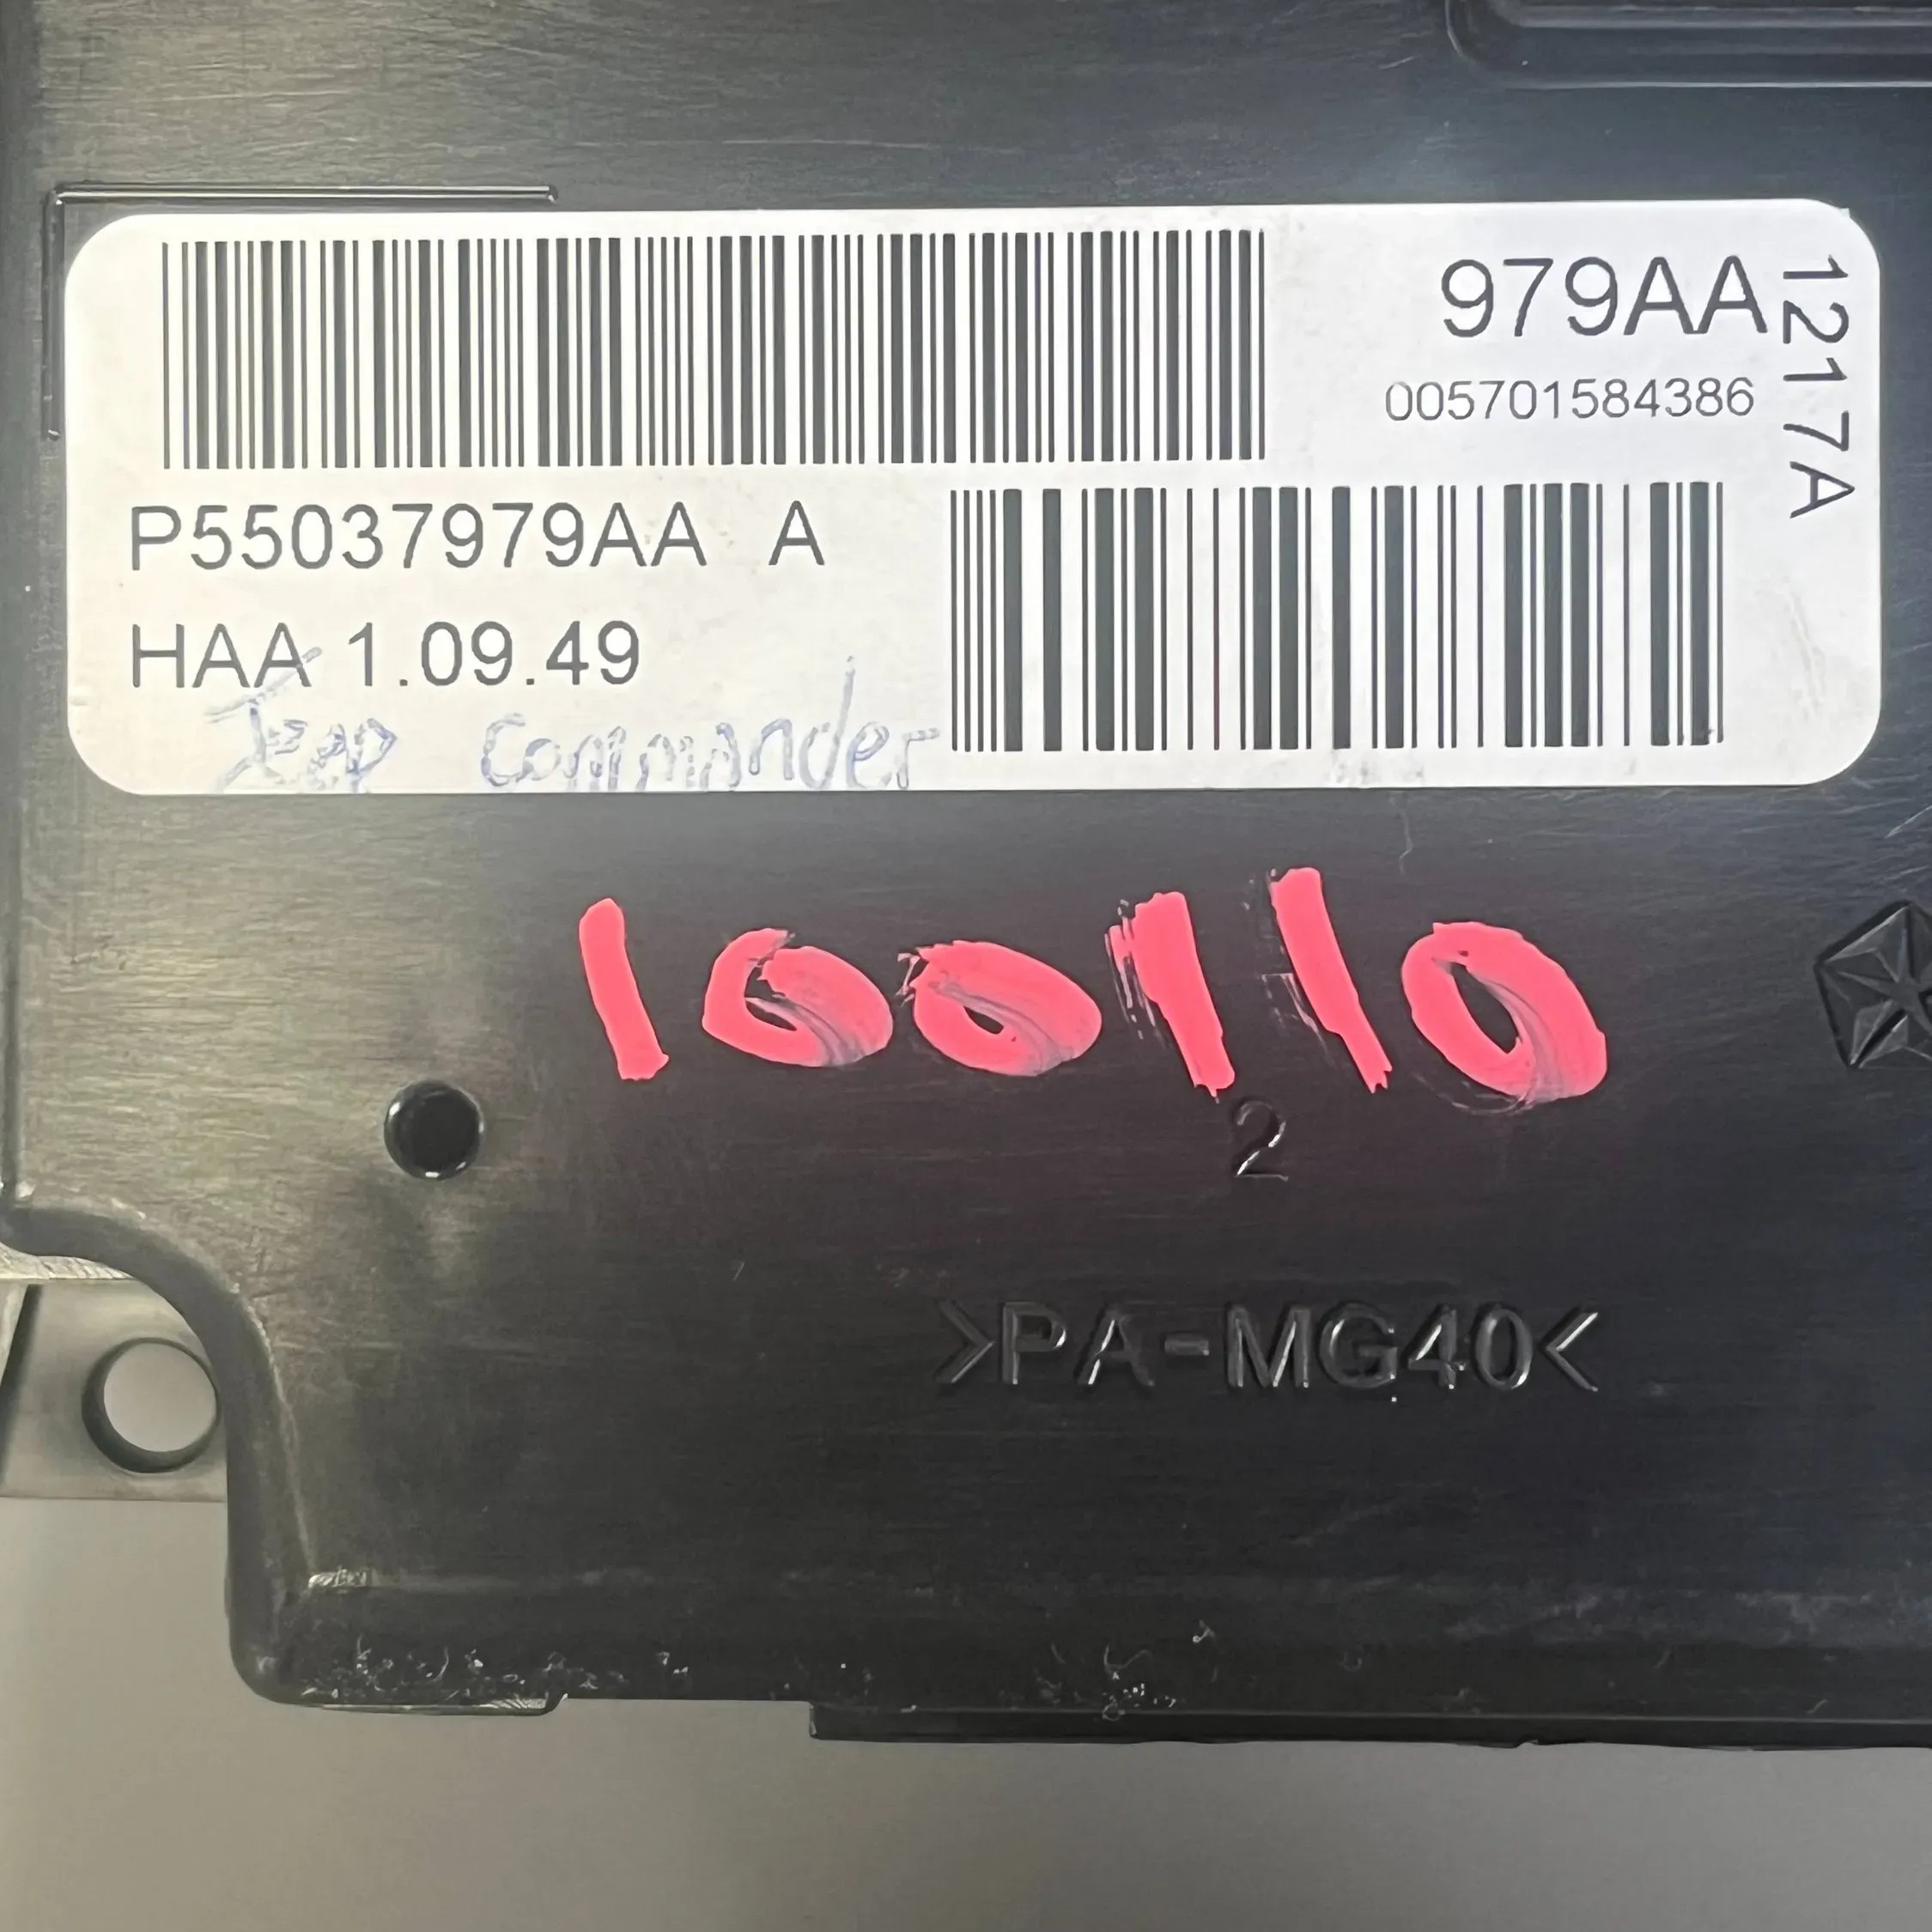 979AA
1217A
005701584386
P55037979AA A
HAA 1.09.49
Jeep Commander
100110
2
>PA-MG40<